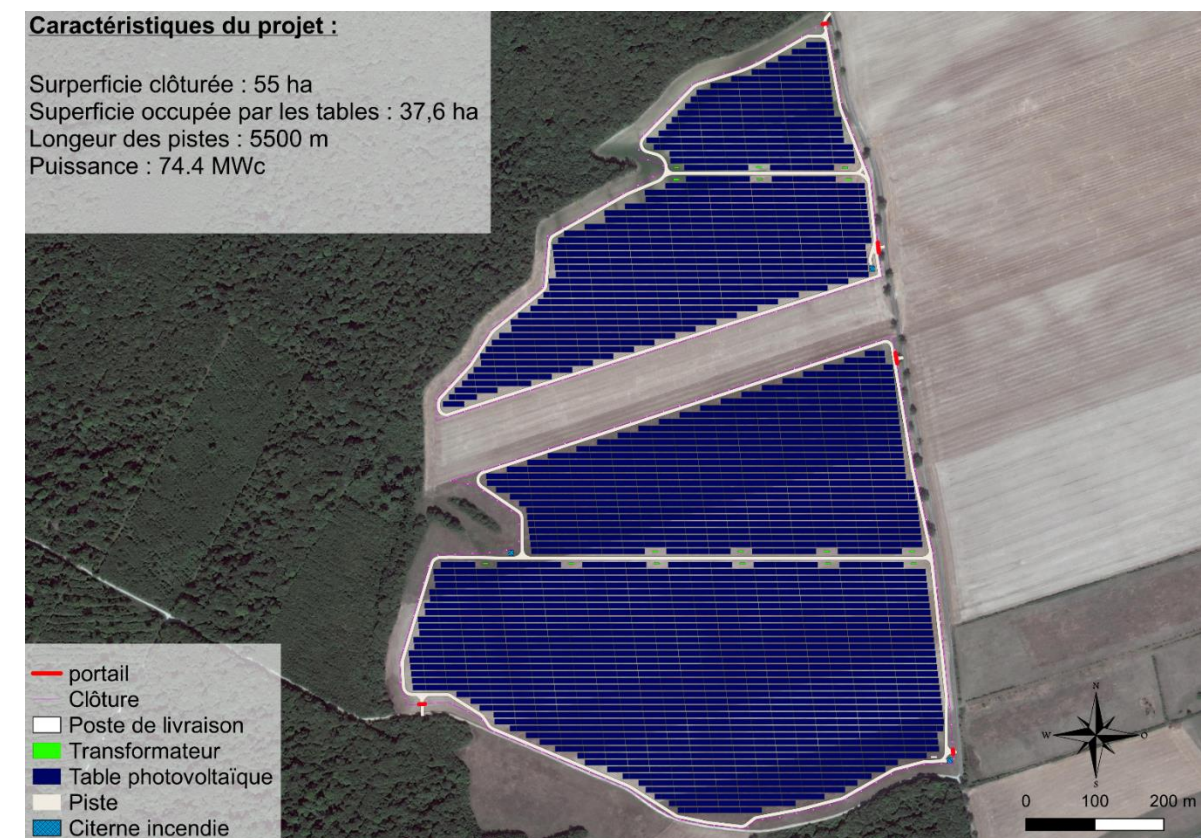 Caractéristiques du projet :
Surperficie clôturée : 55 ha
Superficie occupée par les tables : 37,6 ha
Longeur des pistes : 5500 m
Puissance : 74.4 MWc
portail
Clôture
Poste de livraison
Transformateur
Table photovoltaïque
Piste
Citerne incendie
N
W O
S
0 100 200 m